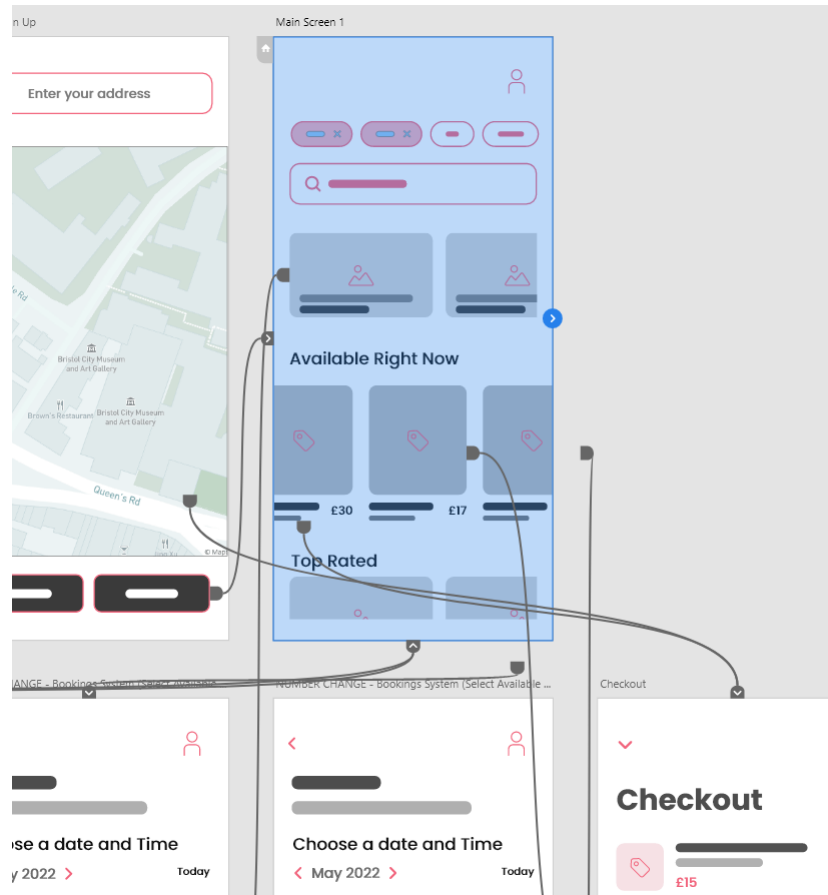 n Up
Main Screen 1
Enter your address
Bristol City Museum
and Art Gallery
Brown's Restaurant
Bristol City Museum
and Art Gallery
Queen's Rd
© Maps
Available Right Now
£30
£17
Top Rated
NUMBER CHANGE - Bookings System (Select Available ...
Checkout
ose a date and Time
y 2022
Today
Choose a date and Time
May 2022
Today
Checkout
£15